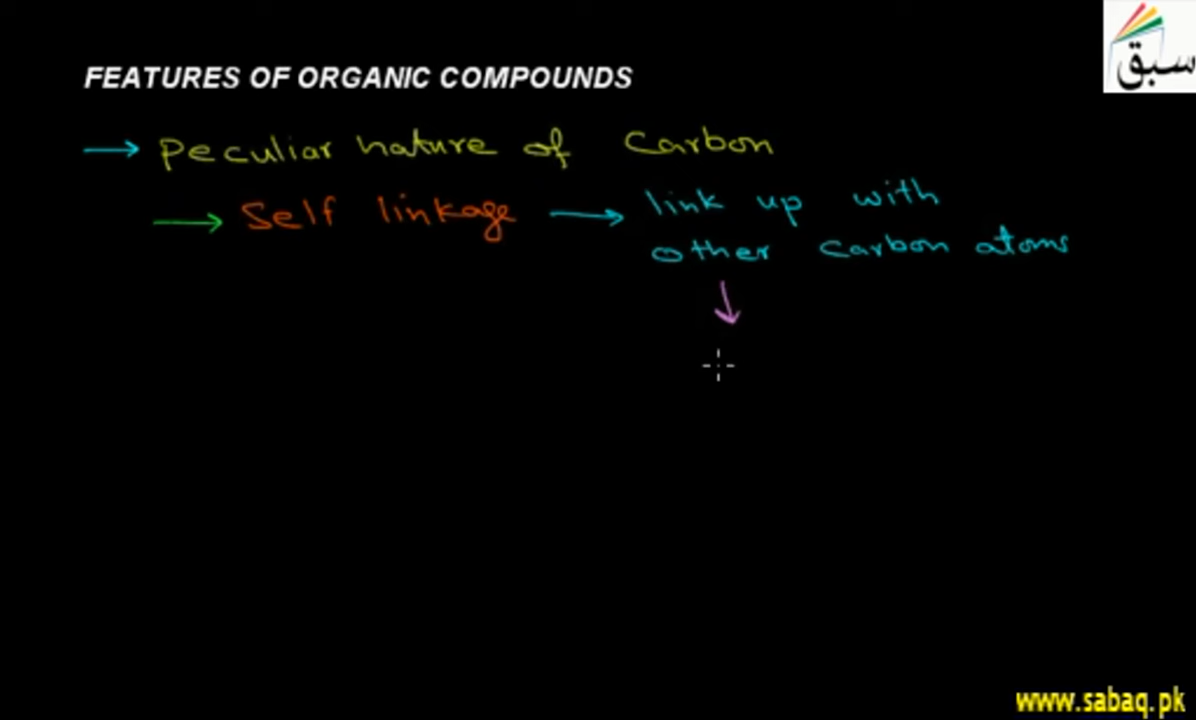 سبق
FEATURES OF ORGANIC COMPOUNDS
→ Peculiar nature of Carbon
→ Self linkage → link up with
other carbon atoms
↓
www.sabaq.pk